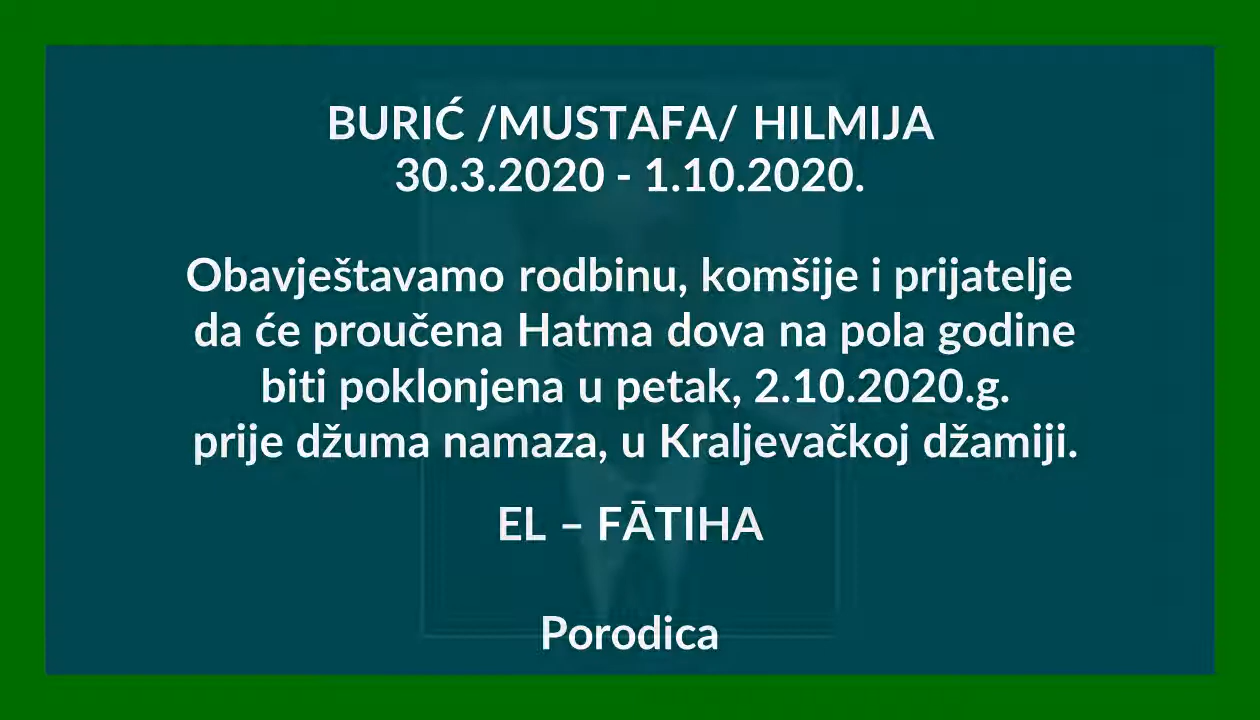 BURIĆ /MUSTAFA/ HILMIJA
30.3.2020 - 1.10.2020.
Obavještavamo rodbinu, komšije i prijatelje
da će proučena Hatma dova na pola godine
biti poklonjena u petak, 2.10.2020.g.
prije džuma namaza, u Kraljevačkoj džamiji.
EL – FĀTIHA
Porodica